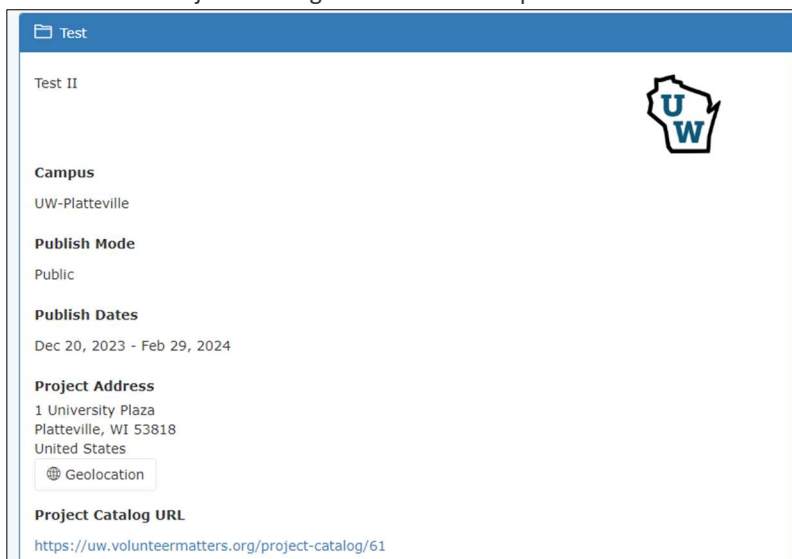 Test
Test II
U
W
Campus
UW-Platteville
Publish Mode
Public
Publish Dates
Dec 20, 2023 - Feb 29, 2024
Project Address
1 University Plaza
Platteville, WI 53818
United States
Geolocation
Project Catalog URL
https://uw.volunteermatters.org/project-catalog/61